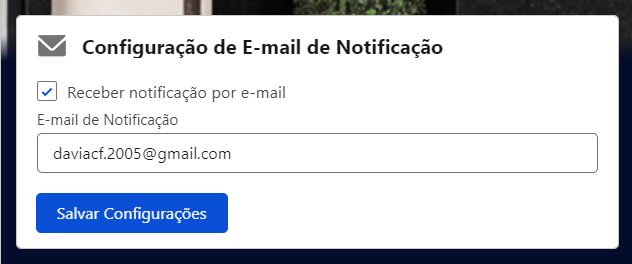 Configuração de E-mail de Notificação
Receber notificação por e-mail
E-mail de Notificação
daviacf.2005@gmail.com
Salvar Configurações